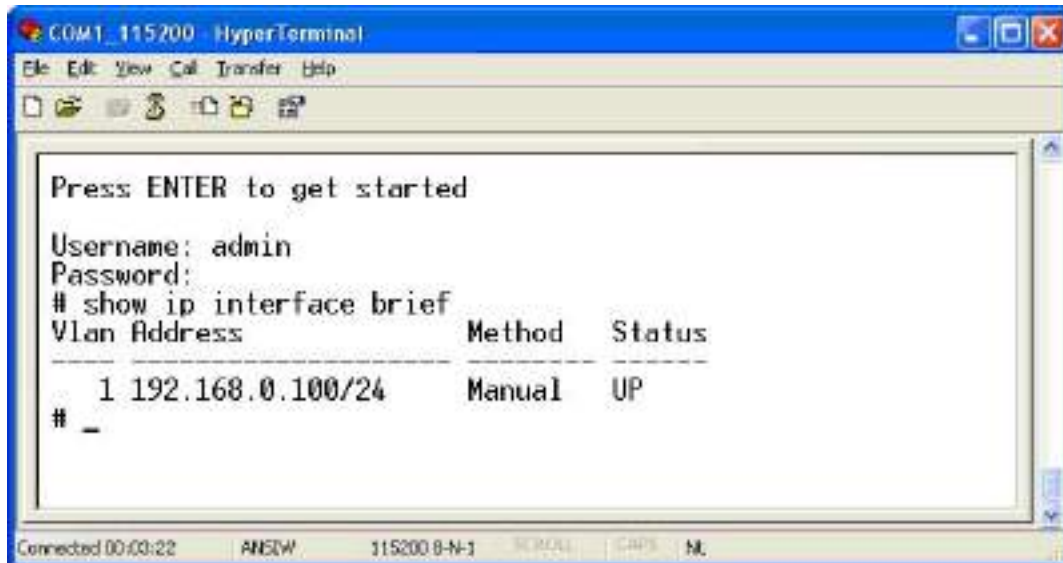 COM1_115200 - HyperTerminal
File Edit View Call Transfer Help
Press ENTER to get started
Username: admin
Password:
# show ip interface brief
Vlan Address Method Status
---- -------------------- -------- ------
1 192.168.0.100/24 Manual UP
# _
Connected 00:03:22 ANSIW 115200 8-N-1 SCROLL CAPS NUM